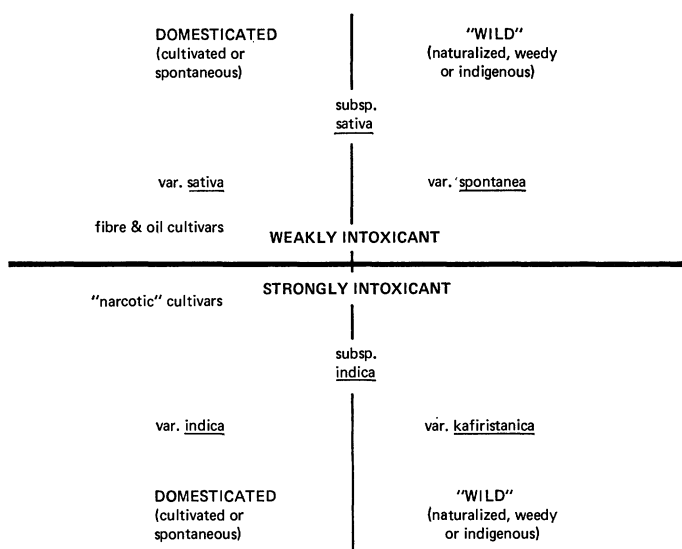 DOMESTICATED
(cultivated or
spontaneous)
"WILD"
(naturalized, weedy
or indigenous)
subsp.
sativa
var. sativa
var. spontanea
fibre & oil cultivars
WEAKLY INTOXICANT
STRONGLY INTOXICANT
"narcotic" cultivars
subsp.
indica
var. indica
var. kafiristanica
DOMESTICATED
(cultivated or
spontaneous)
"WILD"
(naturalized, weedy
or indigenous)